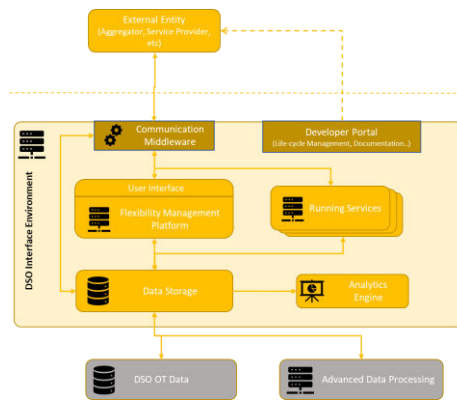 External Entity
(Aggregator, Service Provider,
etc)
Communication
Middleware
Developer Portal
(Life-cycle Management, Documentation..)
DSO Interface Environment
User interface
Flexibility Management
Platform
Running Services
Data Storage
Analytics
Engine
DSO OT Data
Advanced Data Processing